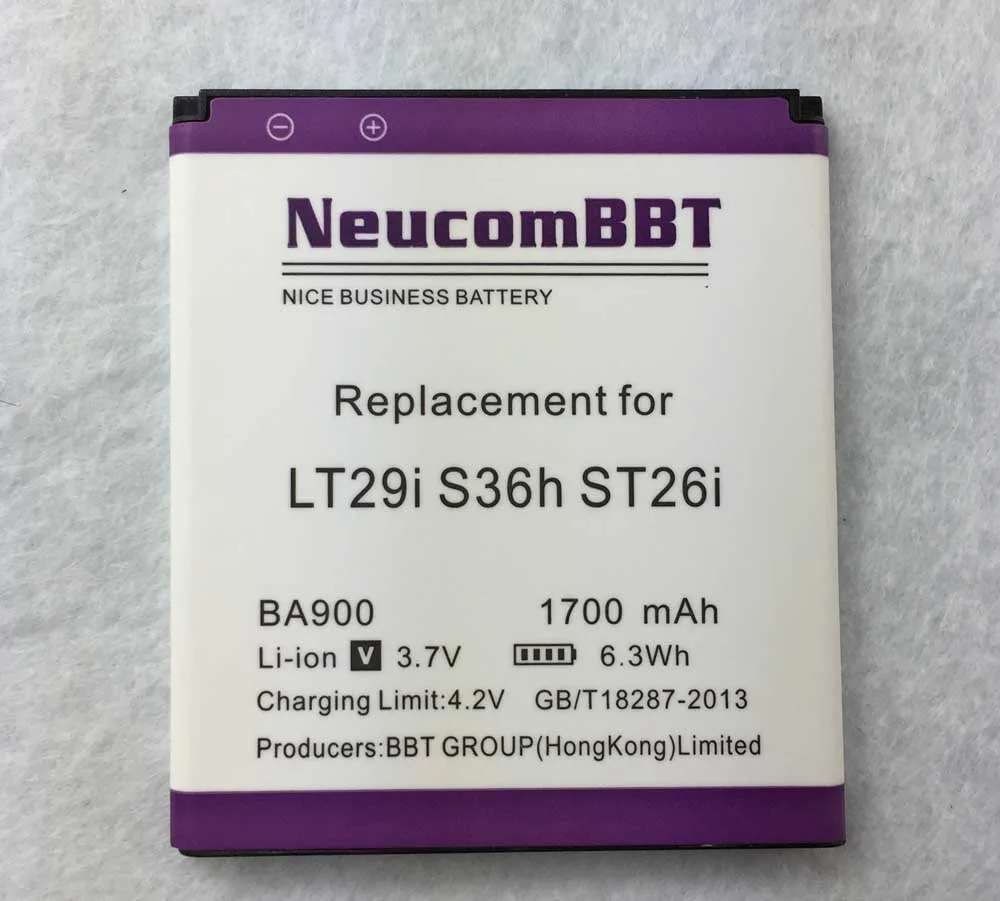 NeucomBBT
NICE BUSINESS BATTERY
Replacement for
LT29i S36h ST26i
BA900 1700 mAh
Li-ion V 3.7V 6.3Wh
Charging Limit:4.2V GB/T18287-2013
Producers:BBT GROUP(HongKong)Limited